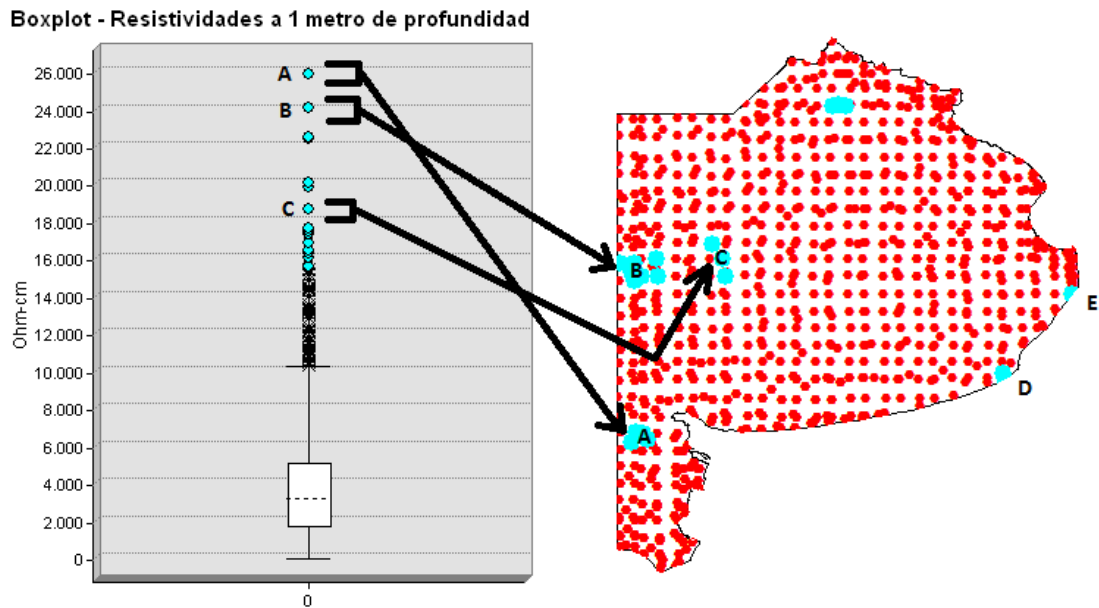 Boxplot - Resistividades a 1 metro de profundidad
26.000
24.000
22.000
20.000
18.000
16.000
14.000
12.000
10.000
8.000
6.000
4.000
2.000
0
Ohm-cm
0
A
B
C
B
C
E
D
A